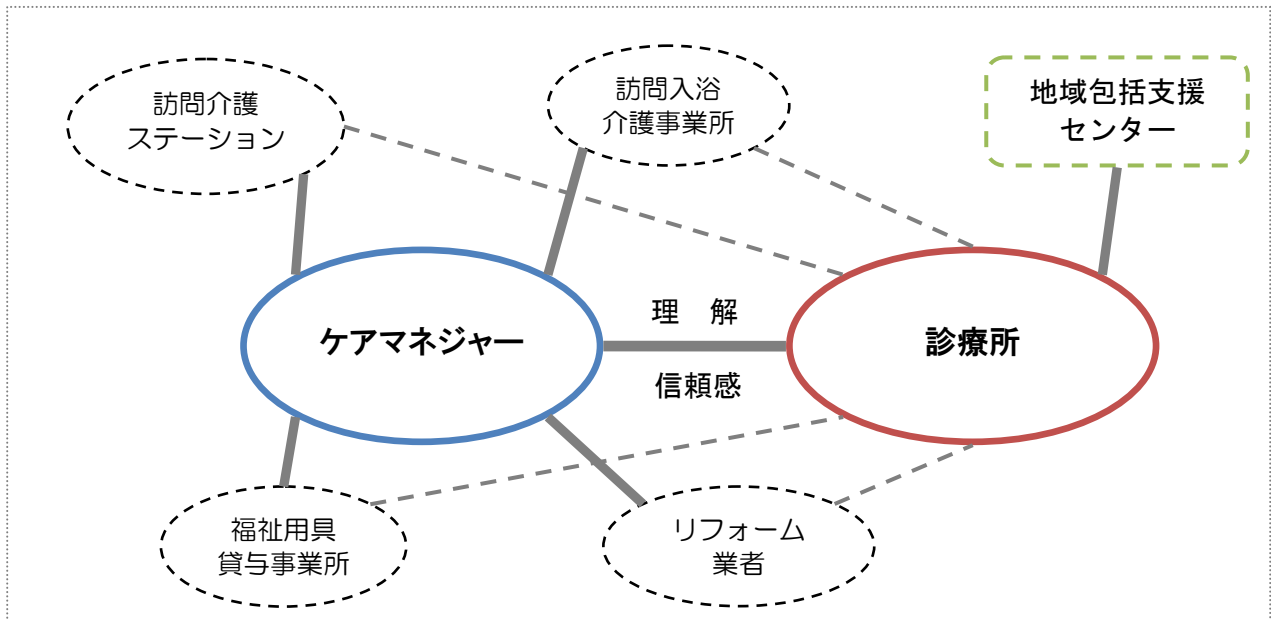 訪問介護
ステーション
訪問入浴
介護事業所
地域包括支援
センター
ケアマネジャー
理　解
信頼感
診療所
福祉用具
貸与事業所
リフォーム
業者